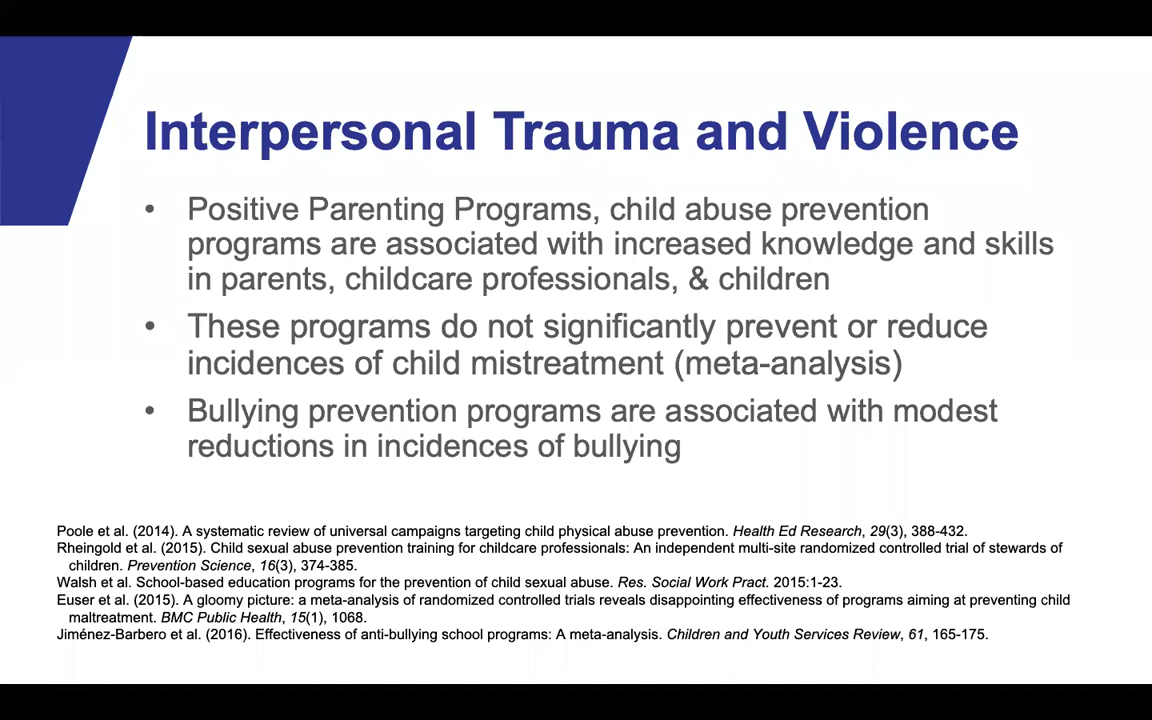 Interpersonal Trauma and Violence
• Positive Parenting Programs, child abuse prevention
programs are associated with increased knowledge and skills
in parents, childcare professionals, & children
• These programs do not significantly prevent or reduce
incidences of child mistreatment (meta-analysis)
• Bullying prevention programs are associated with modest
reductions in incidences of bullying
Poole et al. (2014). A systematic review of universal campaigns targeting child physical abuse prevention. Health Ed Research, 29(3), 388-432.
Rheingold et al. (2015). Child sexual abuse prevention training for childcare professionals: An independent multi-site randomized controlled trial of stewards of
children. Prevention Science, 16(3), 374-385.
Walsh et al. School-based education programs for the prevention of child sexual abuse. Res. Social Work Pract. 2015:1-23.
Euser et al. (2015). A gloomy picture: a meta-analysis of randomized controlled trials reveals disappointing effectiveness of programs aiming at preventing child
maltreatment. BMC Public Health, 15(1), 1068.
Jiménez-Barbero et al. (2016). Effectiveness of anti-bullying school programs: A meta-analysis. Children and Youth Services Review, 61, 165-175.